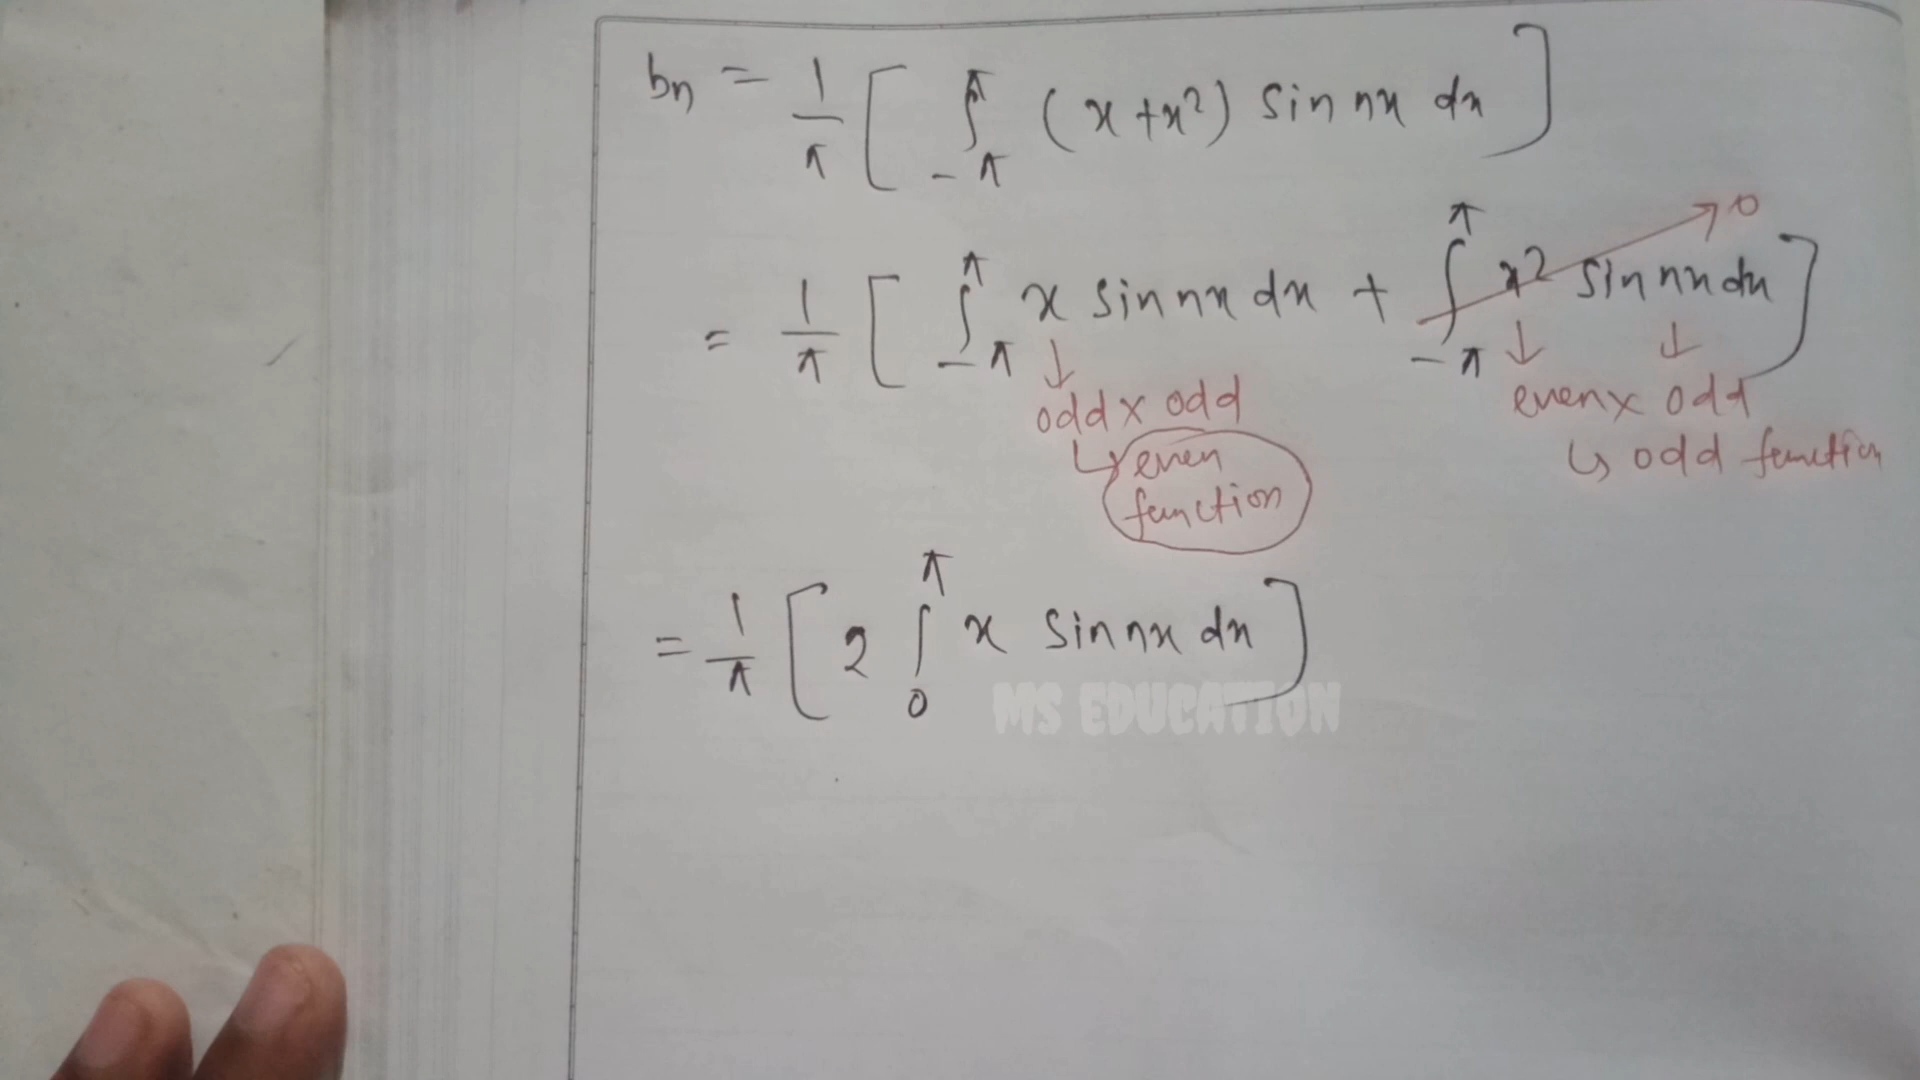 bn = 1/π [ ∫_{-π}^{π} (x+x²) sin nx dx ]
= 1/π [ ∫_{-π}^{π} x sin nx dx + ∫_{-π}^{π} x² sin nx dx ] → 0
↓ ↓ ↓
odd x odd even x odd
↳ even function ↳ odd function
= 1/π [ 2 ∫_{0}^{π} x sin nx dx ]
MS EDUCATION